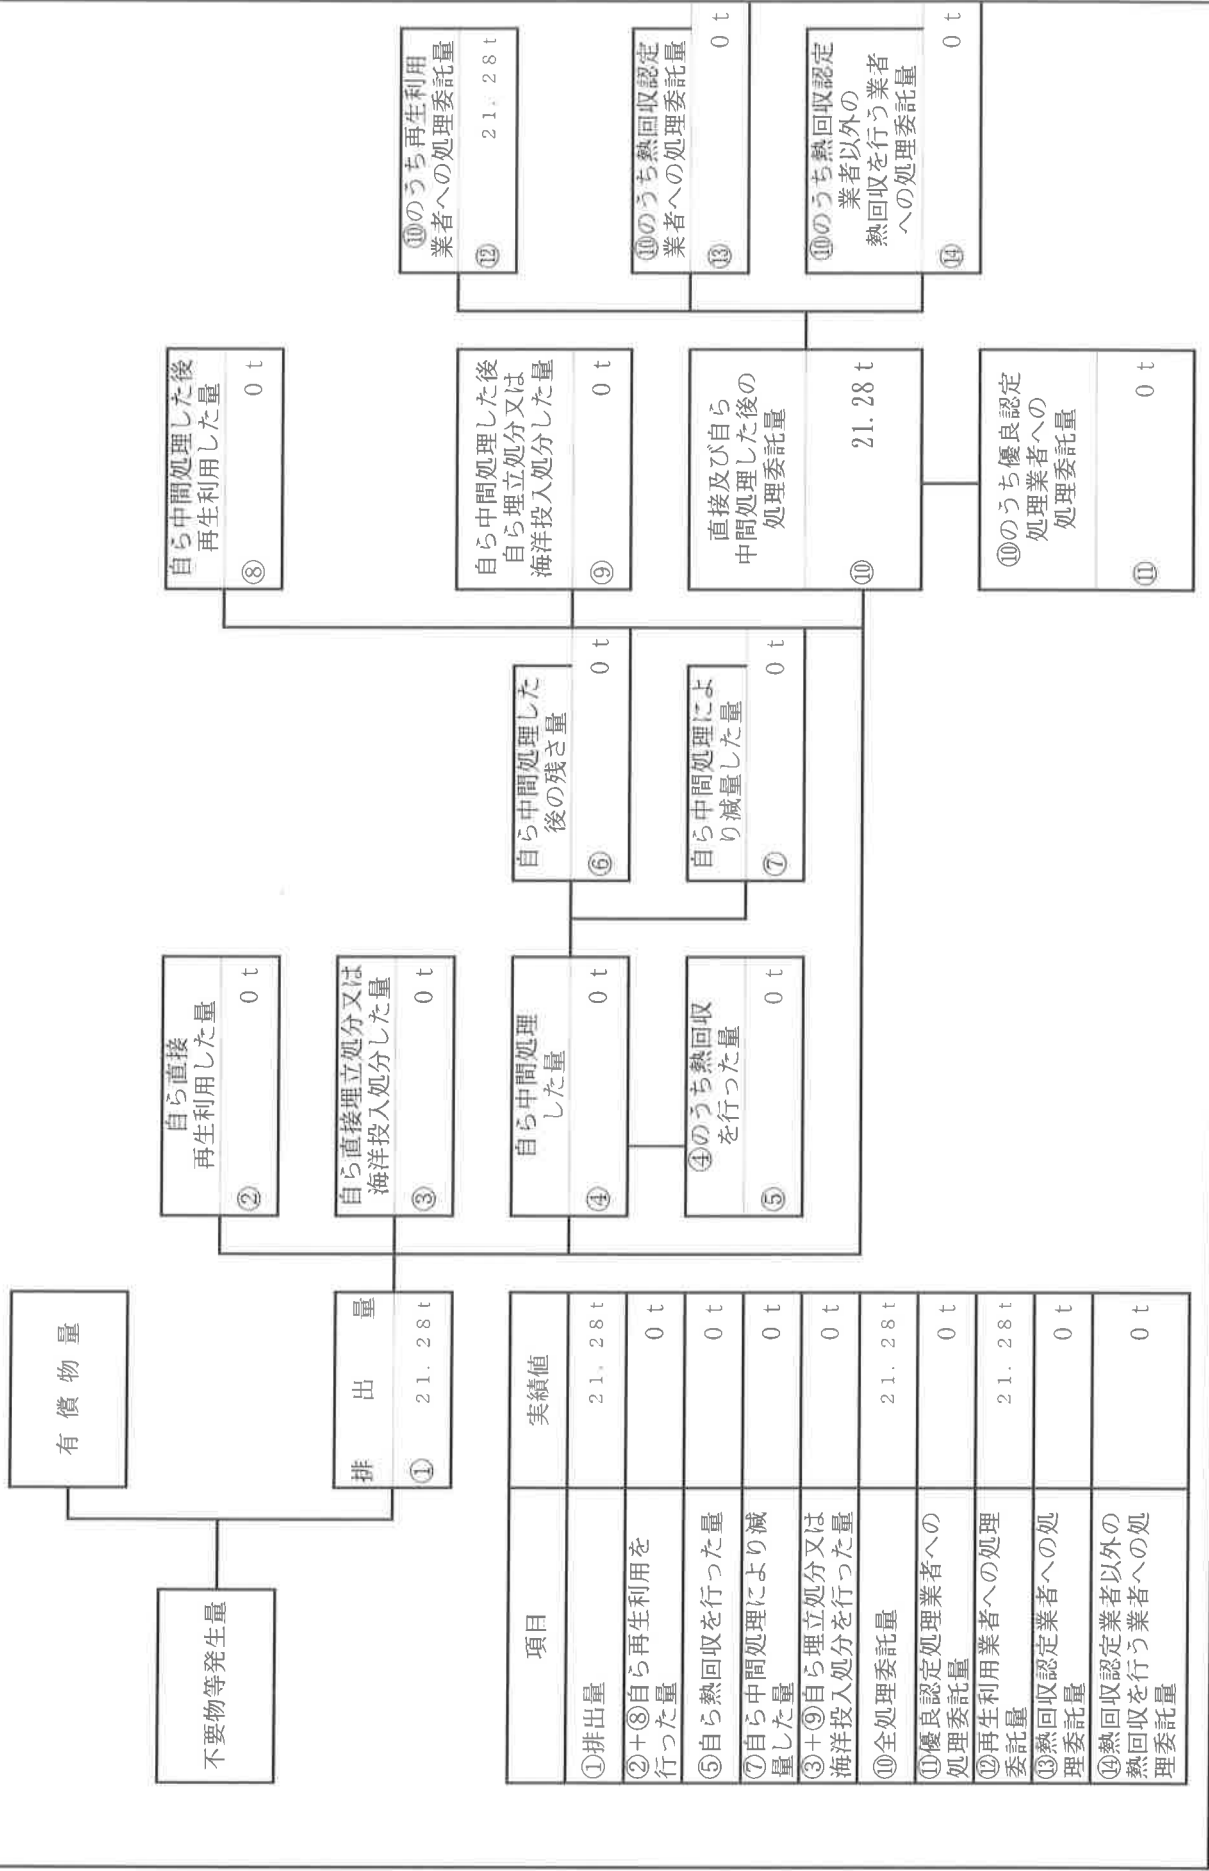 有償物量
不要物等発生量
排出量
① 21.28t
自ら直接
再生利用した量
② 0t
自ら直接埋立処分又は
海洋投入処分した量
③ 0t
自ら中間処理
した量
④ 0t
④のうち熱回収
を行った量
⑤ 0t
自ら中間処理した
後の残さ量
⑥ 0t
自ら中間処理によ
り減量した量
⑦ 0t
自ら中間処理した後
再生利用した量
⑧ 0t
自ら中間処理した後
自ら埋立処分又は
海洋投入処分した量
⑨ 0t
直接及び自ら
中間処理した後の
処理委託量
⑩ 21.28t
⑩のうち優良認定
処理業者への
処理委託量
⑪ 0t
⑩のうち再生利用
業者への処理委託量
⑫ 21.28t
⑩のうち熱回収認定
業者への処理委託量
⑬ 0t
⑩のうち熱回収認定
業者以外の
熱回収を行う業者
への処理委託量
⑭ 0t
項目 実績値
①排出量 21.28t
②+⑧自ら再生利用を
行った量 0t
⑤自ら熱回収を行った量 0t
⑦自ら中間処理により減
量した量 0t
③+⑨自ら埋立処分又は
海洋投入処分を行った量 0t
⑩全処理委託量 21.28t
⑪優良認定処理業者への
処理委託量 0t
⑫再生利用業者への処理
委託量 21.28t
⑬熱回収認定業者への処
理委託量 0t
⑭熱回収認定業者以外の
熱回収を行う業者への処
理委託量 0t